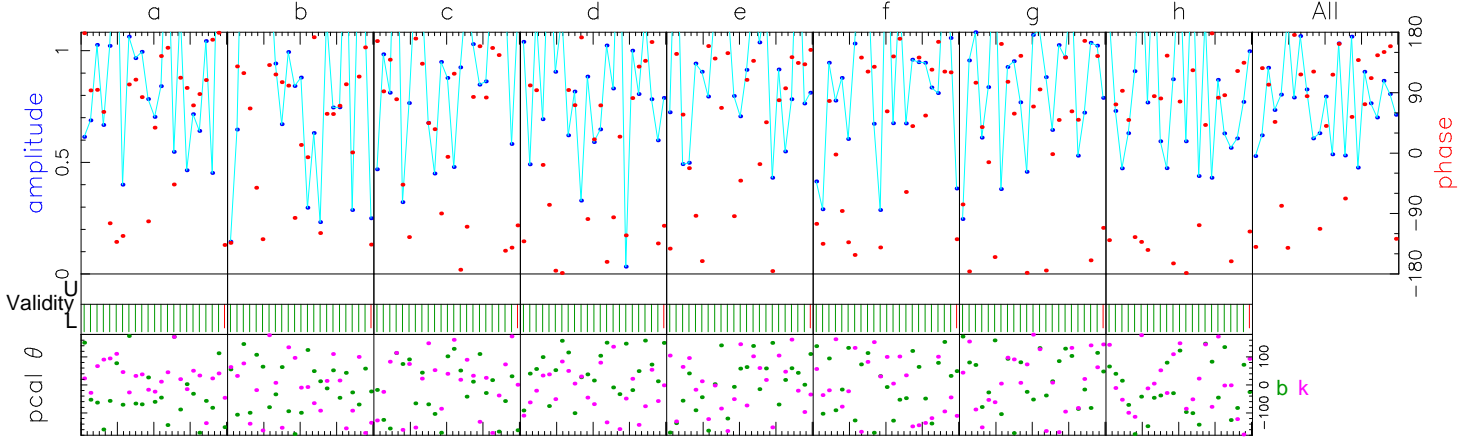 a b c d e f g h All
amplitude
1
0.5
0
180
90
0
-90
-180
phase
U
Validity
L
pcal θ
100
0
-100
b k